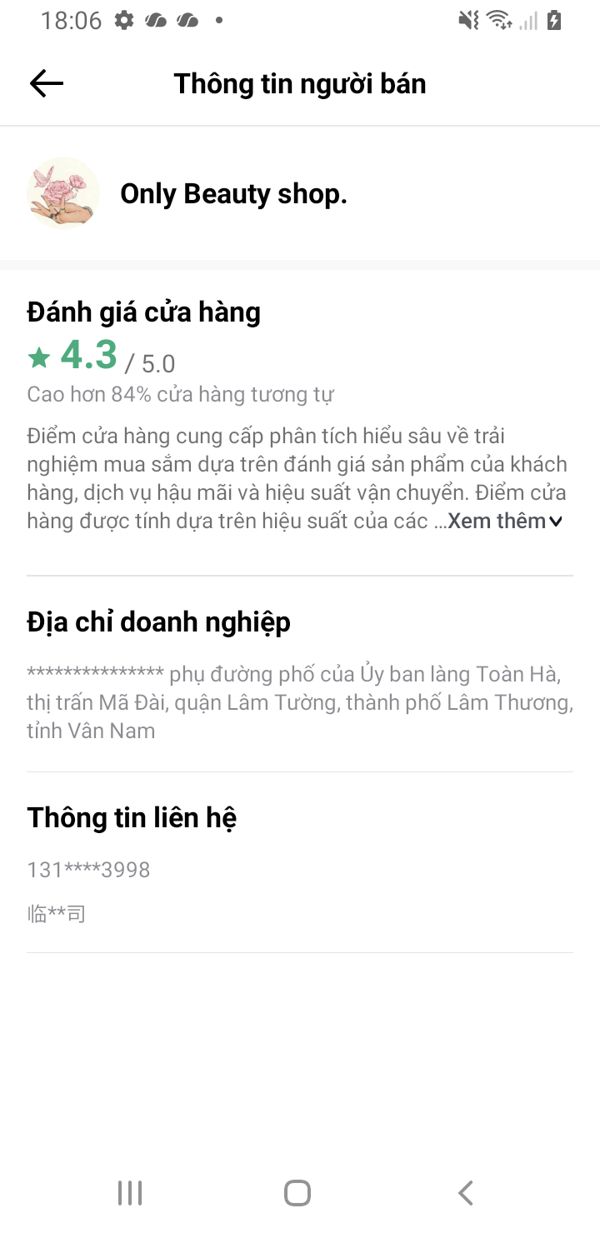 18:06
Thông tin người bán
Only Beauty shop.
Đánh giá cửa hàng
4.3 / 5.0
Cao hơn 84% cửa hàng tương tự
Điểm cửa hàng cung cấp phân tích hiểu sâu về trải
nghiệm mua sắm dựa trên đánh giá sản phẩm của khách
hàng, dịch vụ hậu mãi và hiệu suất vận chuyển. Điểm cửa
hàng được tính dựa trên hiệu suất của các ...Xem thêm
Địa chỉ doanh nghiệp
*************** phụ đường phố của Ủy ban làng Toàn Hà,
thị trấn Mã Đài, quận Lâm Tường, thành phố Lâm Thương,
tỉnh Vân Nam
Thông tin liên hệ
131****3998
临**司